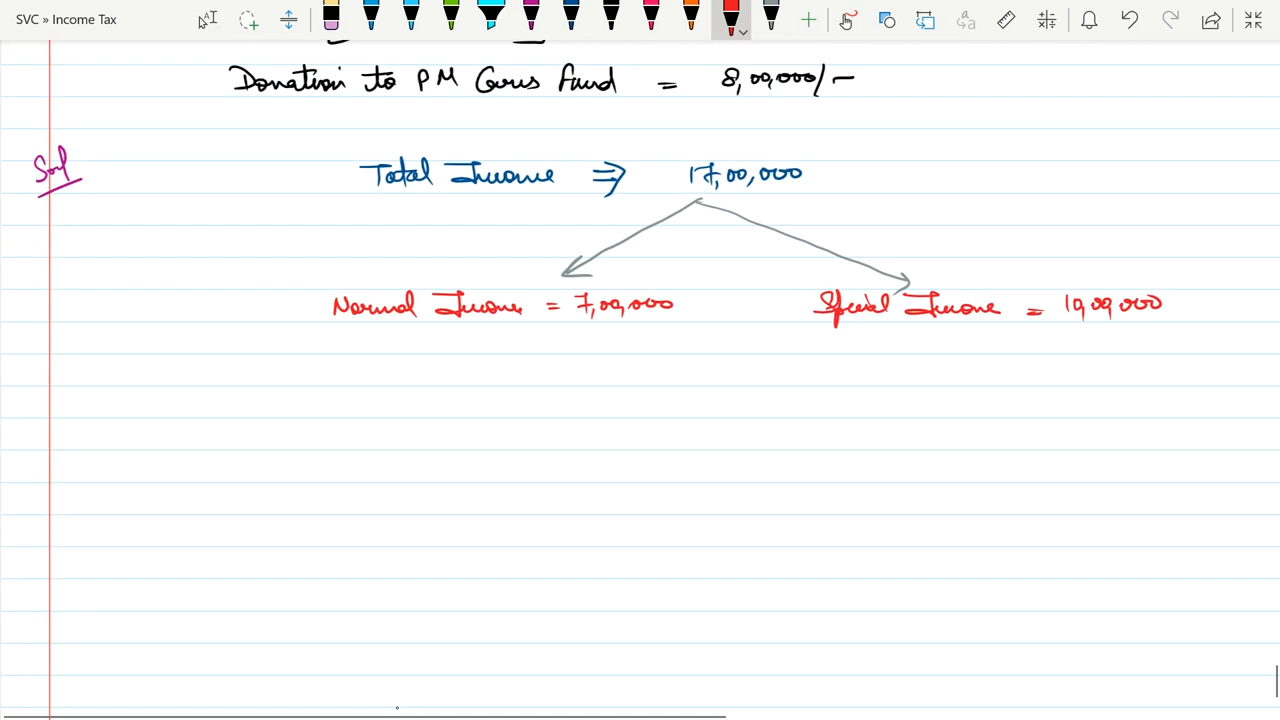 SVC » Income Tax
Donation to PM Cares Fund = 8,00,000/-
Sol
Total Income ⇒ 17,00,000
Normal Income = 7,00,000 Special Income = 10,00,000